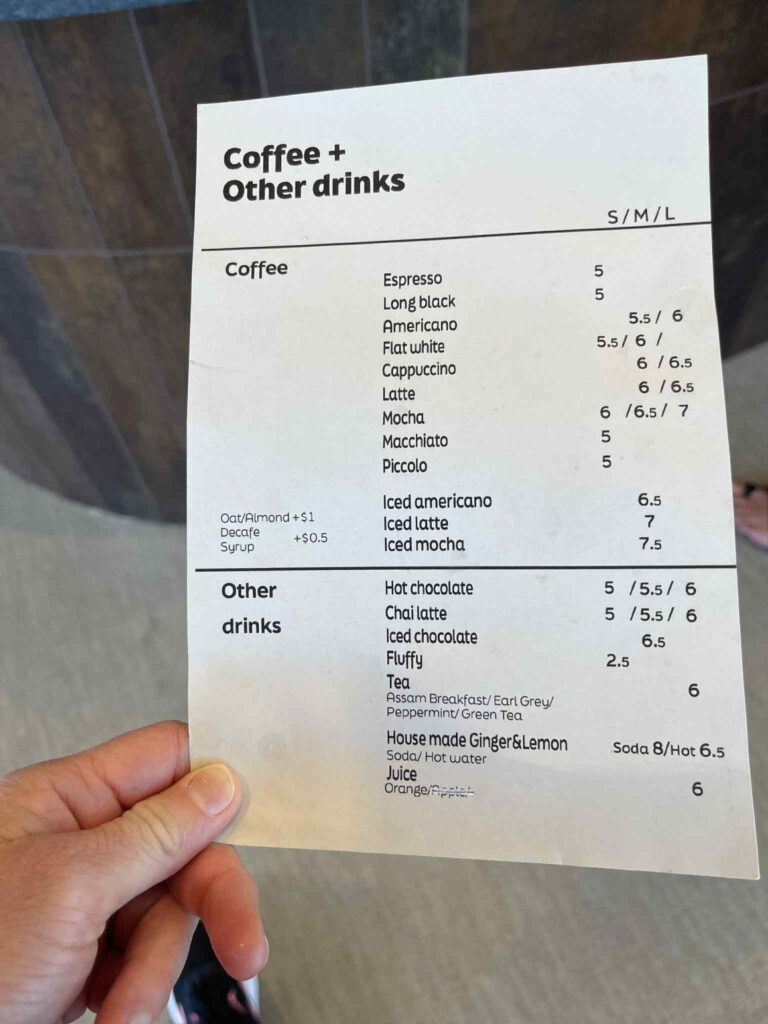 Coffee +
Other drinks
S/M/L
Coffee
Espresso 5
Long black 5
Americano 5.5/ 6
Flat white 5.5/ 6 /
Cappuccino 6 /6.5
Latte 6 /6.5
Mocha 6 /6.5/ 7
Macchiato 5
Piccolo 5
Iced americano 6.5
Oat/Almond +$1
Iced latte 7
Decafe
Syrup +$0.5
Iced mocha 7.5
Other
drinks
Hot chocolate 5 /5.5/ 6
Chai latte 5 /5.5/ 6
Iced chocolate 6.5
Fluffy 2.5
Tea 6
Assam Breakfast/ Earl Grey/
Peppermint/ Green Tea
House made Ginger&Lemon Soda 8/Hot 6.5
Soda/ Hot water
Juice 6
Orange/Apple/